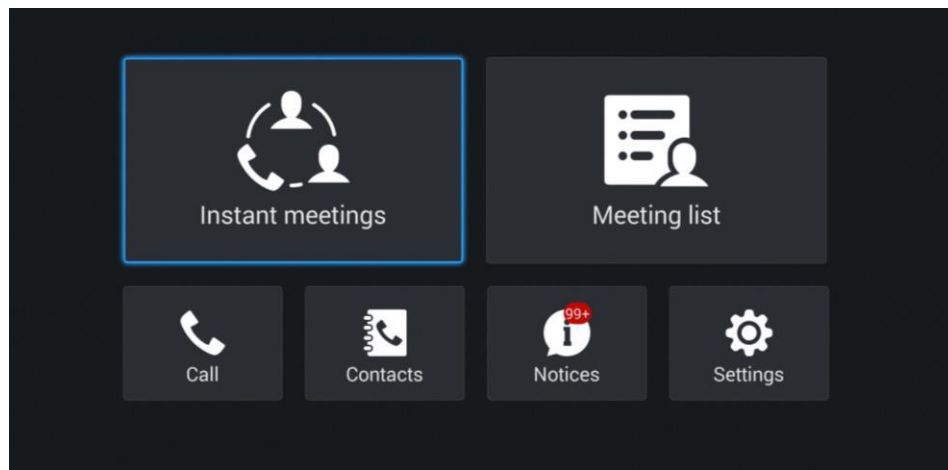 Instant meetings
Meeting list
Call
Contacts
99+
Notices
Settings